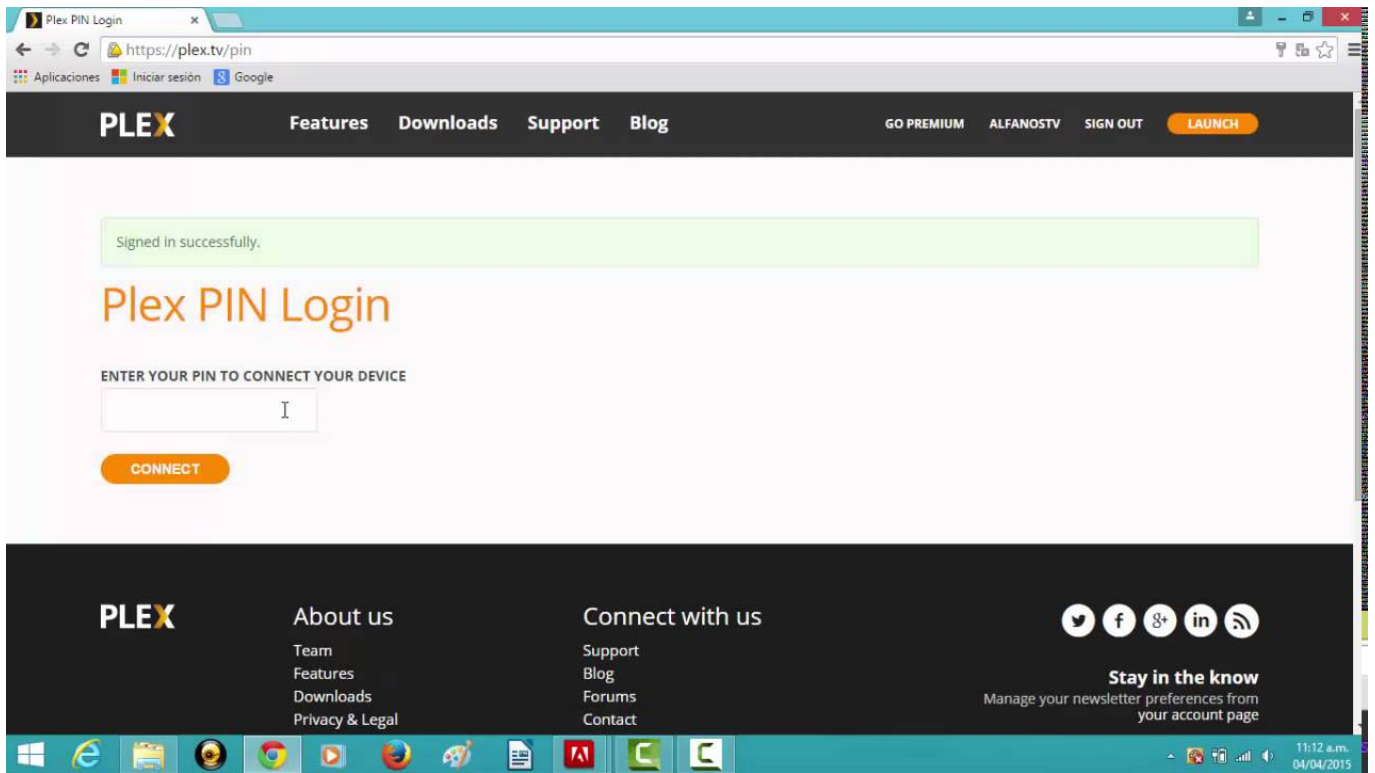 Plex PIN Login
https://plex.tv/pin
Aplicaciones Iniciar sesión Google
PLEX Features Downloads Support Blog GO PREMIUM ALFANOSTV SIGN OUT LAUNCH
Signed in successfully.
Plex PIN Login
ENTER YOUR PIN TO CONNECT YOUR DEVICE
CONNECT
PLEX
About us
Team
Features
Downloads
Privacy & Legal
Connect with us
Support
Blog
Forums
Contact
Stay in the know
Manage your newsletter preferences from
your account page
11:12 a.m.
04/04/2015